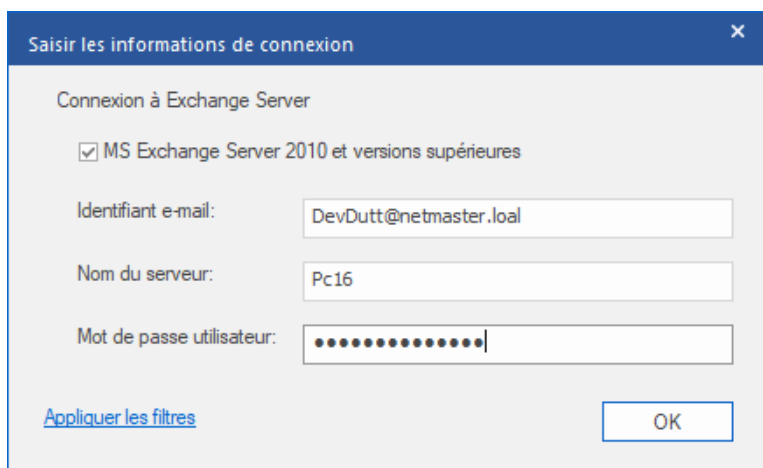 Saisir les informations de connexion
Connexion à Exchange Server
MS Exchange Server 2010 et versions supérieures
Identifiant e-mail: DevDutt@netmaster.loal
Nom du serveur: Pc16
Mot de passe utilisateur: ••••••••••••••
Appliquer les filtres OK